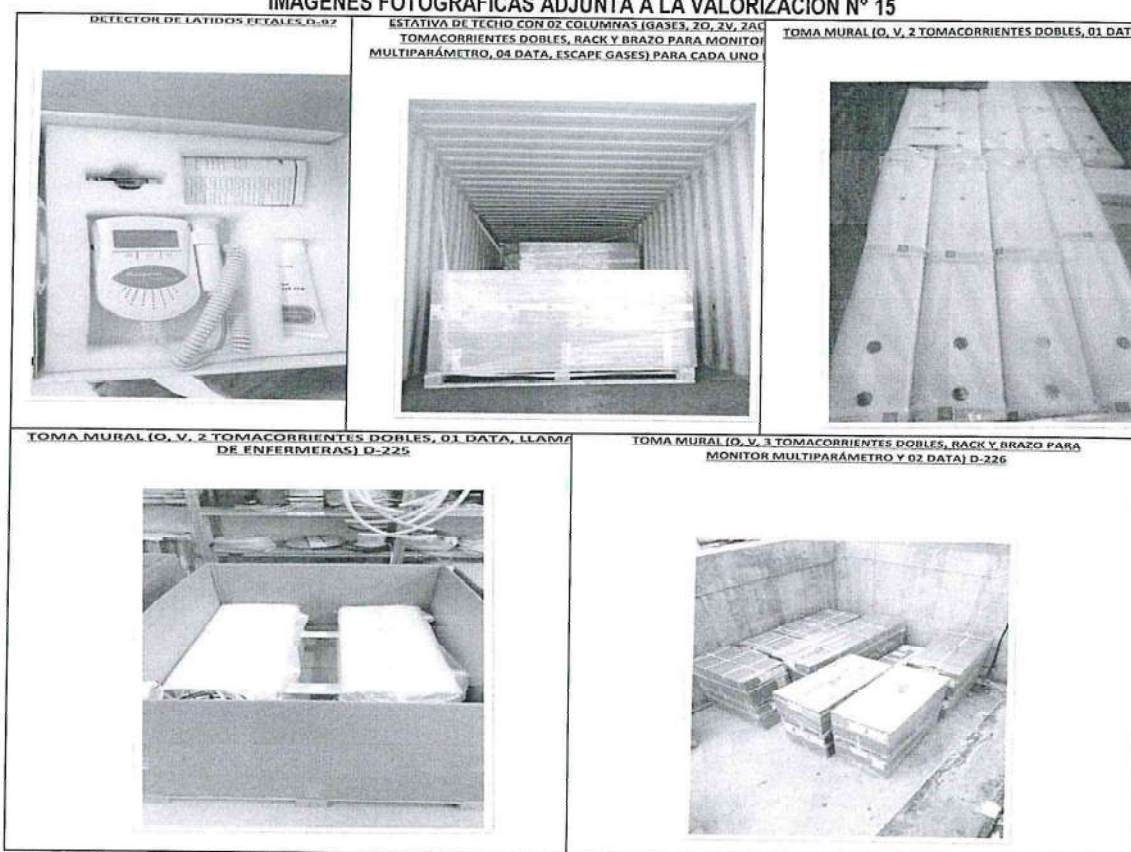 IMÁGENES FOTOGRÁFICAS ADJUNTA A LA VALORIZACIÓN N° 15
DETECTOR DE LATIDOS FETALES D-97
ESTATIVA DE TECHO CON 02 COLUMNAS (GASES, 2O, 2V, 2AC
TOMACORRIENTES DOBLES, RACK Y BRAZO PARA MONITOR
MULTIPARÁMETRO, 04 DATA, ESCAPE GASES) PARA CADA UNO
TOMA MURAL (O, V, 2 TOMACORRIENTES DOBLES, 01 DAT
TOMA MURAL (O, V, 2 TOMACORRIENTES DOBLES, 01 DATA, LLAMA
DE ENFERMERAS) D-225
TOMA MURAL (O, V, 3 TOMACORRIENTES DOBLES, RACK Y BRAZO PARA
MONITOR MULTIPARÁMETRO Y 02 DATA) D-226